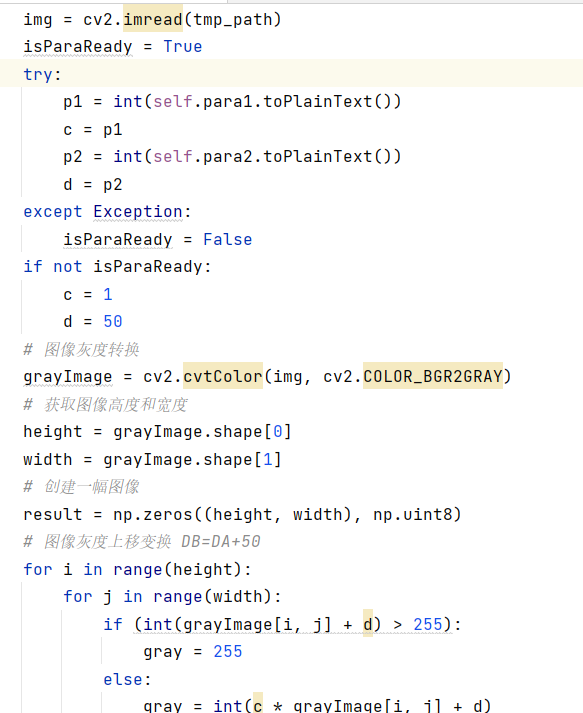 img = cv2.imread(tmp_path)
isParaReady = True
try:
    p1 = int(self.para1.toPlainText())
    c = p1
    p2 = int(self.para2.toPlainText())
    d = p2
except Exception:
    isParaReady = False
if not isParaReady:
    c = 1
    d = 50
# 图像灰度转换
grayImage = cv2.cvtColor(img, cv2.COLOR_BGR2GRAY)
# 获取图像高度和宽度
height = grayImage.shape[0]
width = grayImage.shape[1]
# 创建一幅图像
result = np.zeros((height, width), np.uint8)
# 图像灰度上移变换 DB=DA+50
for i in range(height):
    for j in range(width):
        if (int(grayImage[i, j] + d) > 255):
            gray = 255
        else:
            gray = int(c * grayImage[i, j] + d)